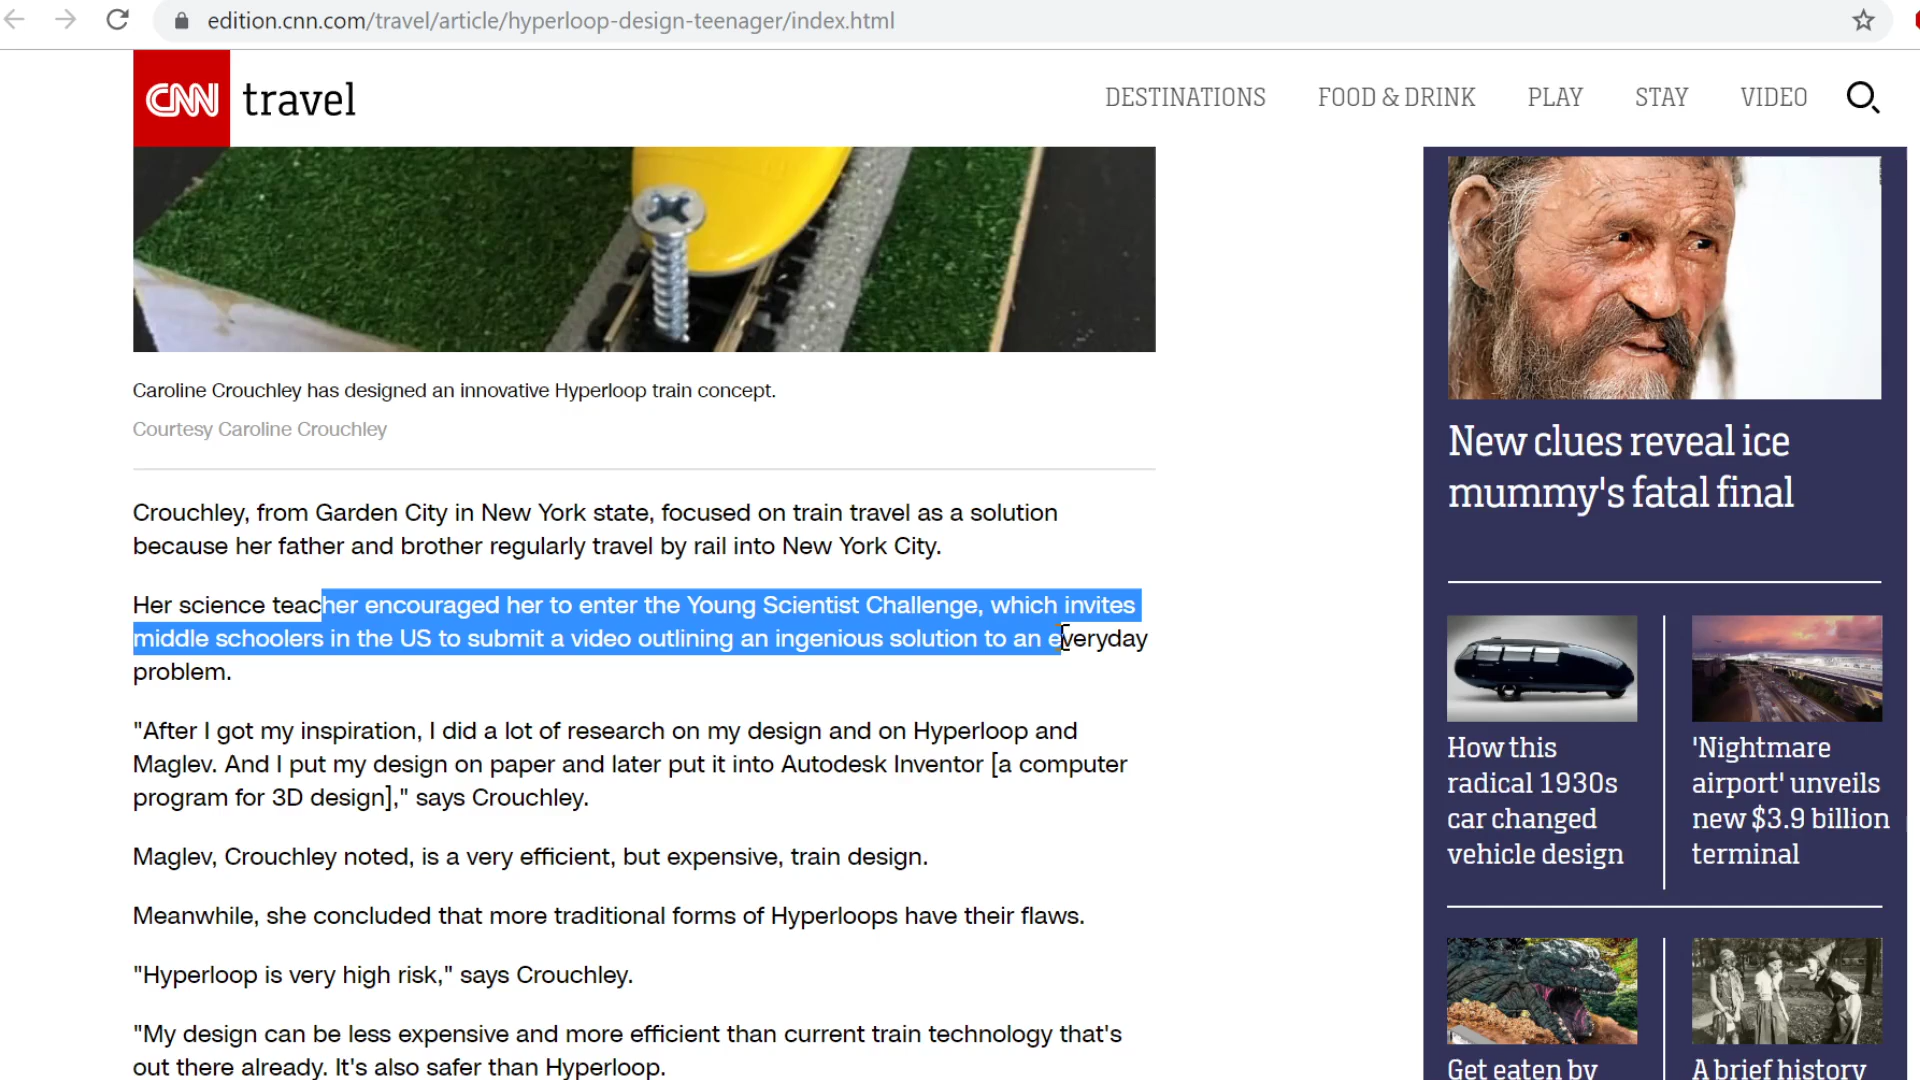 edition.cnn.com/travel/article/hyperloop-design-teenager/index.html
CNN travel
DESTINATIONS FOOD & DRINK PLAY STAY VIDEO
Caroline Crouchley has designed an innovative Hyperloop train concept.
Courtesy Caroline Crouchley
Crouchley, from Garden City in New York state, focused on train travel as a solution
because her father and brother regularly travel by rail into New York City.
Her science teacher encouraged her to enter the Young Scientist Challenge, which invites
middle schoolers in the US to submit a video outlining an ingenious solution to an everyday
problem.
"After I got my inspiration, I did a lot of research on my design and on Hyperloop and
Maglev. And I put my design on paper and later put it into Autodesk Inventor [a computer
program for 3D design]," says Crouchley.
Maglev, Crouchley noted, is a very efficient, but expensive, train design.
Meanwhile, she concluded that more traditional forms of Hyperloops have their flaws.
"Hyperloop is very high risk," says Crouchley.
"My design can be less expensive and more efficient than current train technology that's
out there already. It's also safer than Hyperloop.
New clues reveal ice
mummy's fatal final
How this
radical 1930s
car changed
vehicle design
'Nightmare
airport' unveils
new $3.9 billion
terminal
Get eaten by
A brief history